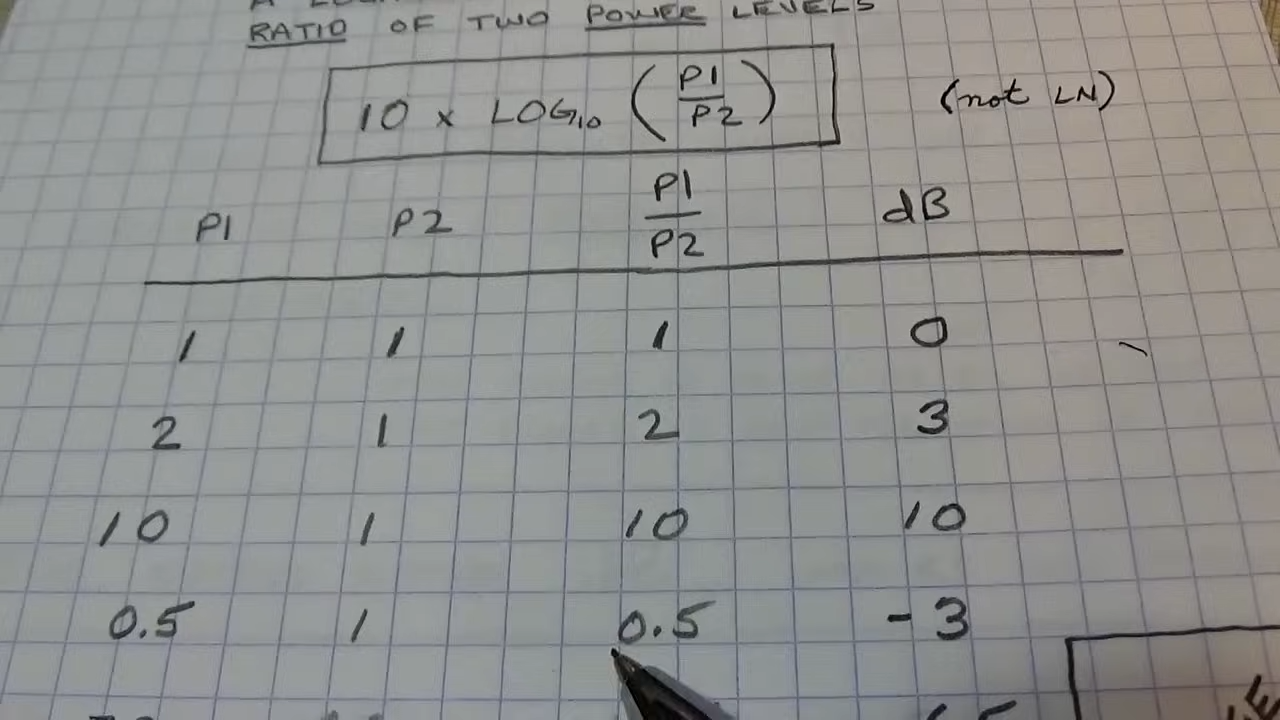 RATIO OF TWO POWER LEVELS
10 × LOG10 (P1/P2) (not LN)
P1 P2 P1/P2 dB
1 1 1 0
2 1 2 3
10 1 10 10
0.5 1 0.5 -3